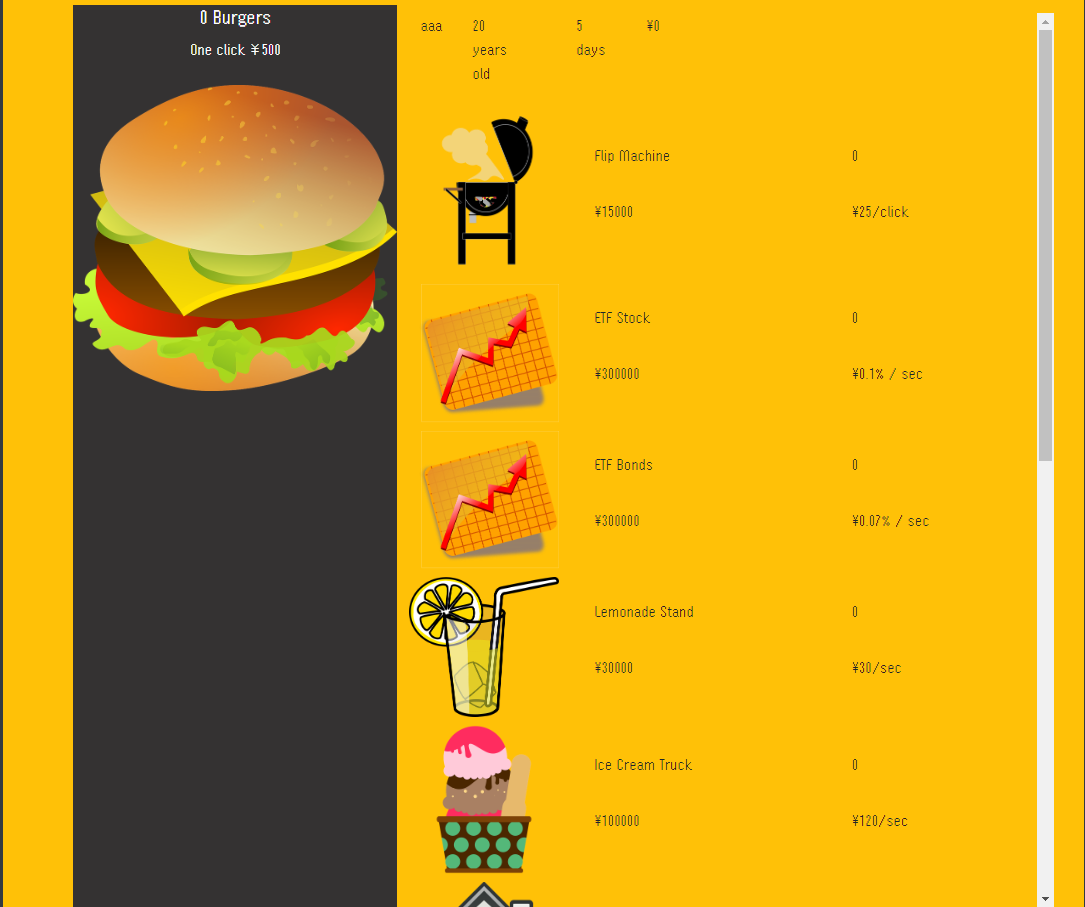 0 Burgers
One click ¥500
aaa
20
years
old
5
days
¥0
Flip Machine
0
¥15000
¥25/click
ETF Stock
0
¥300000
¥0.1% / sec
ETF Bonds
0
¥300000
¥0.07% / sec
Lemonade Stand
0
¥30000
¥30/sec
Ice Cream Truck
0
¥100000
¥120/sec